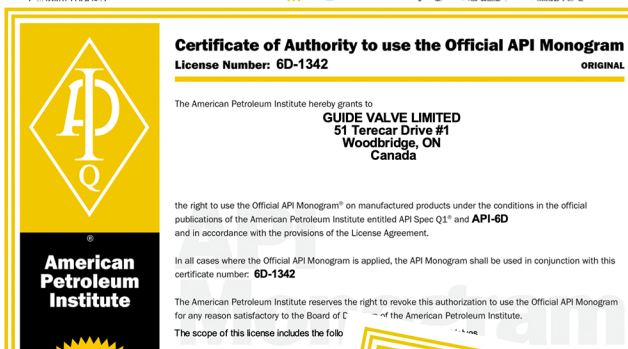 Certificate of Authority to use the Official API Monogram
License Number: 6D-1342
ORIGINAL
The American Petroleum Institute hereby grants to
GUIDE VALVE LIMITED
51 Terecar Drive #1
Woodbridge, ON
Canada
the right to use the Official API Monogram® on manufactured products under the conditions in the official
publications of the American Petroleum Institute entitled API Spec Q1® and API-6D
and in accordance with the provisions of the License Agreement.
In all cases where the Official API Monogram is applied, the API Monogram shall be used in conjunction with this
certificate number: 6D-1342
The American Petroleum Institute reserves the right to revoke this authorization to use the Official API Monogram
for any reason satisfactory to the Board of of the American Petroleum Institute.
The scope of this license includes the
API
Q
®
American
Petroleum
Institute
API